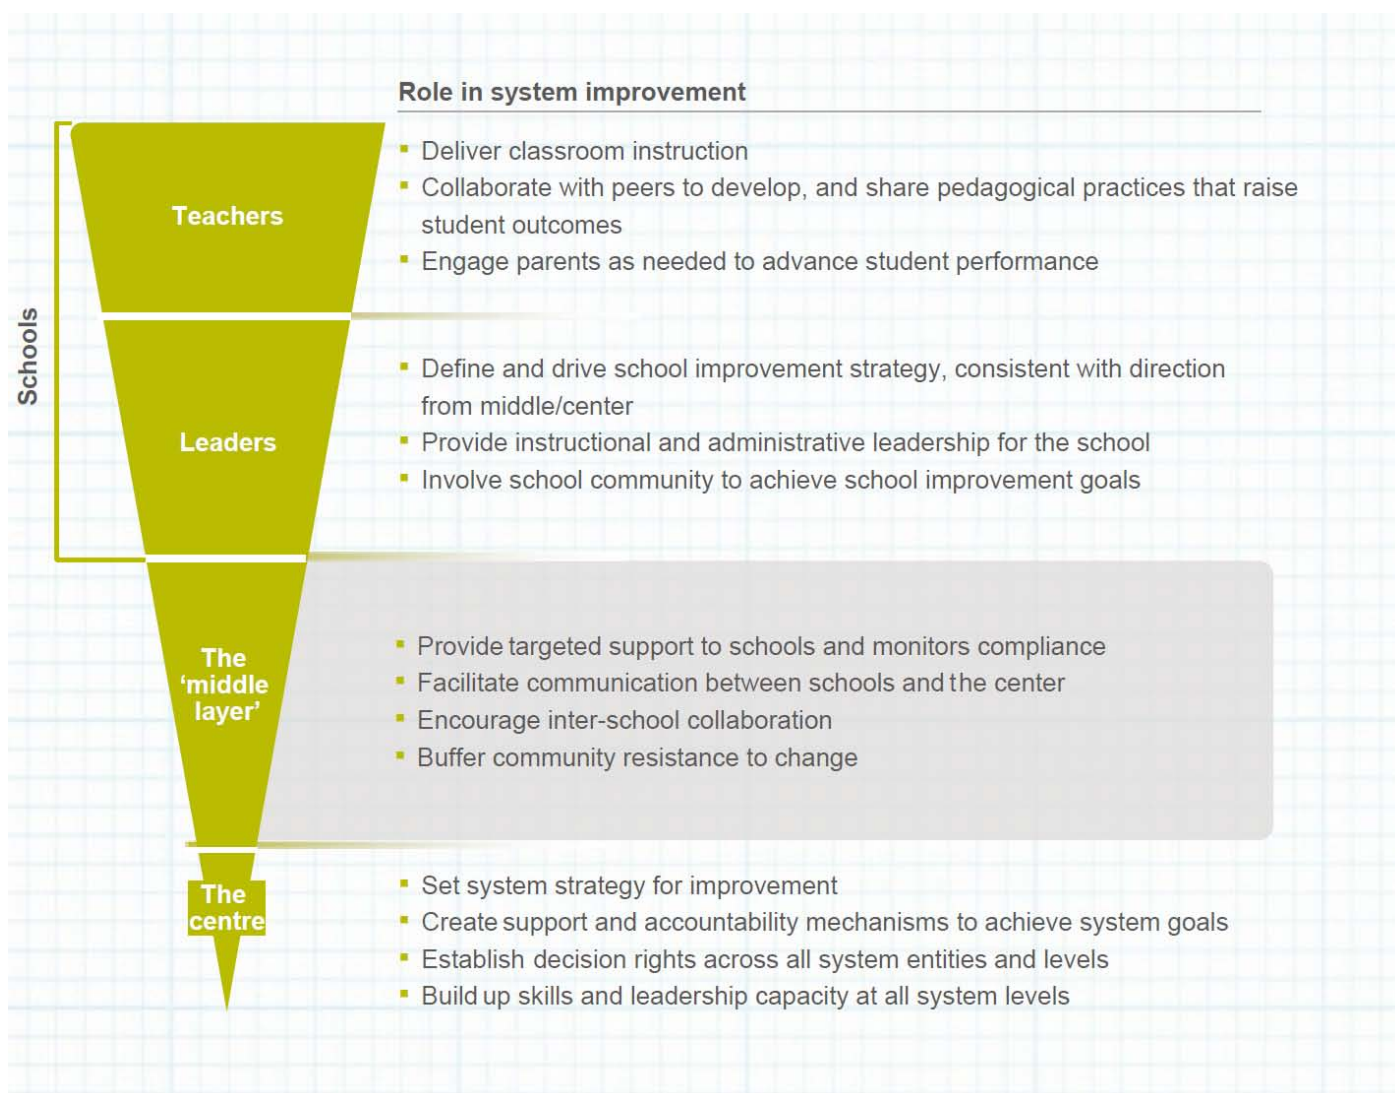 Role in system improvement
Schools
Teachers
▪ Deliver classroom instruction
▪ Collaborate with peers to develop, and share pedagogical practices that raise
student outcomes
▪ Engage parents as needed to advance student performance
Leaders
▪ Define and drive school improvement strategy, consistent with direction
from middle/center
▪ Provide instructional and administrative leadership for the school
▪ Involve school community to achieve school improvement goals
The
‘middle
layer’
▪ Provide targeted support to schools and monitors compliance
▪ Facilitate communication between schools and the center
▪ Encourage inter-school collaboration
▪ Buffer community resistance to change
The
centre
▪ Set system strategy for improvement
▪ Create support and accountability mechanisms to achieve system goals
▪ Establish decision rights across all system entities and levels
▪ Build up skills and leadership capacity at all system levels